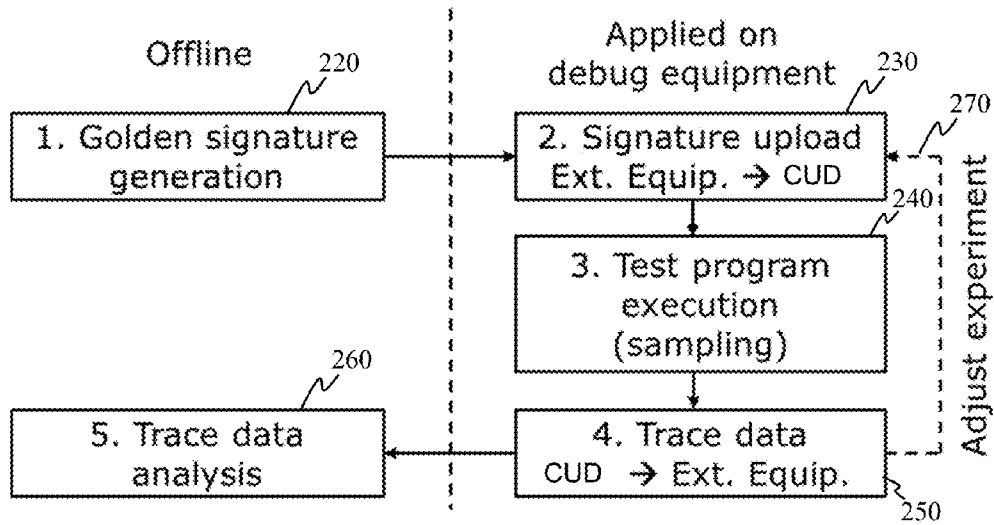 Offline
Applied on
debug equipment
220
230
270
1. Golden signature
generation
2. Signature upload
Ext. Equip. → CUD
240
3. Test program
execution
(sampling)
Adjust experiment
260
5. Trace data
analysis
4. Trace data
CUD → Ext. Equip.
250